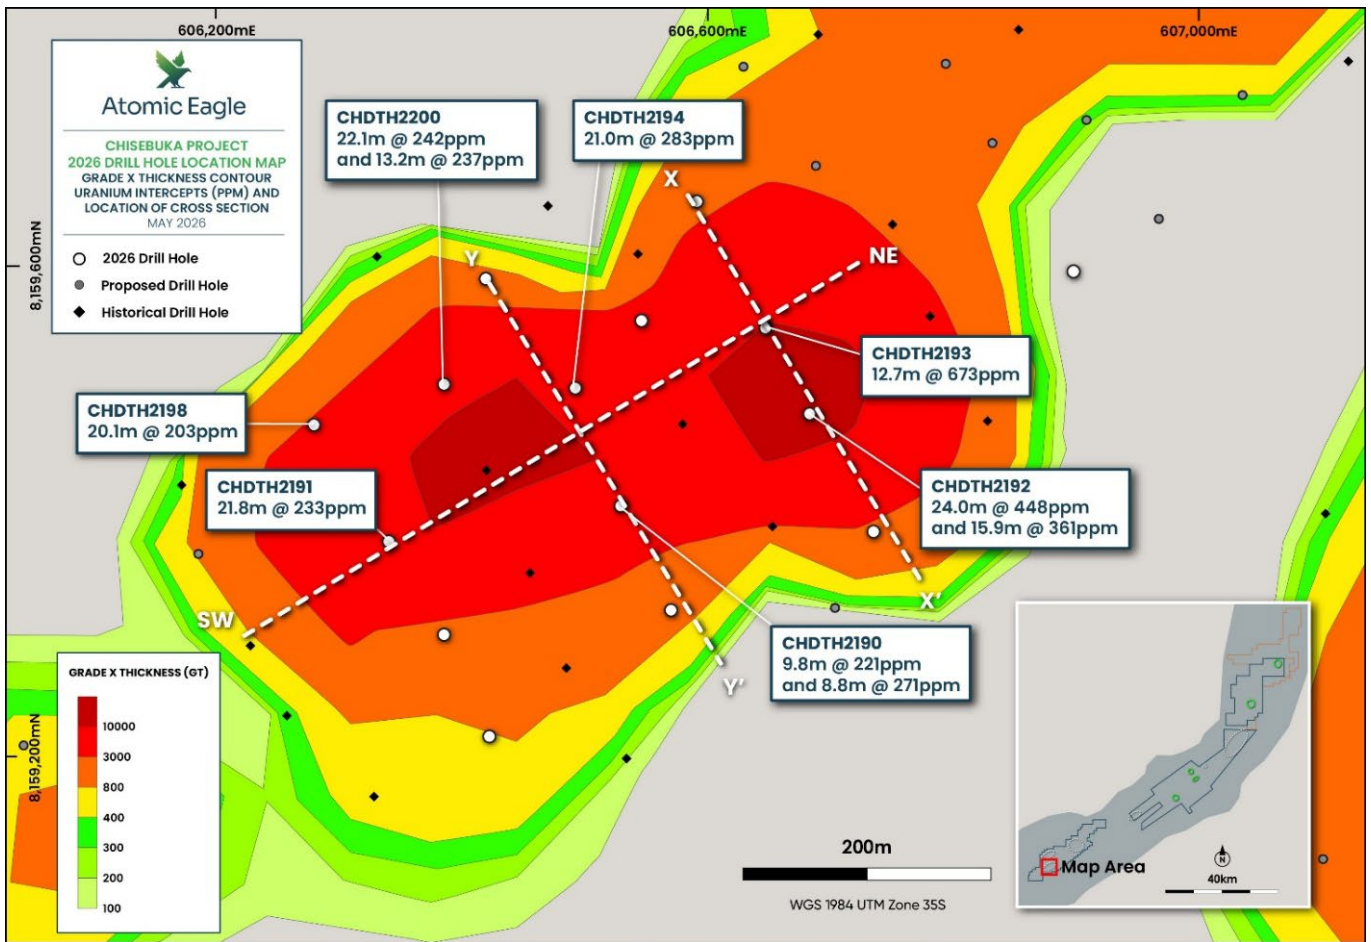 606,200mE
606,600mE
607,000mE
8,159,600mN
8,159,200mN
Atomic Eagle
CHISEBUKA PROJECT
2026 DRILL HOLE LOCATION MAP
GRADE X THICKNESS CONTOUR
URANIUM INTERCEPTS (PPM) AND
LOCATION OF CROSS SECTION
MAY 2026
2026 Drill Hole
Proposed Drill Hole
Historical Drill Hole
CHDTH2200
22.1m @ 242ppm
and 13.2m @ 237ppm
CHDTH2194
21.0m @ 283ppm
X
Y
NE
CHDTH2193
12.7m @ 673ppm
CHDTH2198
20.1m @ 203ppm
CHDTH2191
21.8m @ 233ppm
CHDTH2192
24.0m @ 448ppm
and 15.9m @ 361ppm
SW
X'
CHDTH2190
9.8m @ 221ppm
and 8.8m @ 271ppm
Y'
GRADE X THICKNESS (GT)
10000
3000
800
400
300
200
100
200m
WGS 1984 UTM Zone 35S
Map Area
N
40km